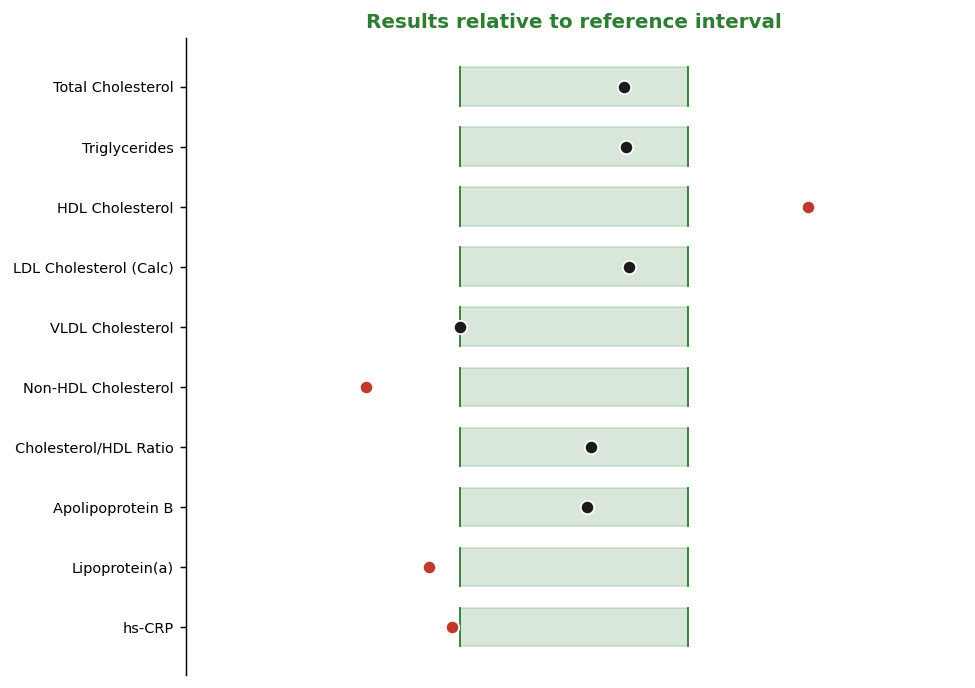 Results relative to reference interval
Total Cholesterol
Triglycerides
HDL Cholesterol
LDL Cholesterol (Calc)
VLDL Cholesterol
Non-HDL Cholesterol
Cholesterol/HDL Ratio
Apolipoprotein B
Lipoprotein(a)
hs-CRP